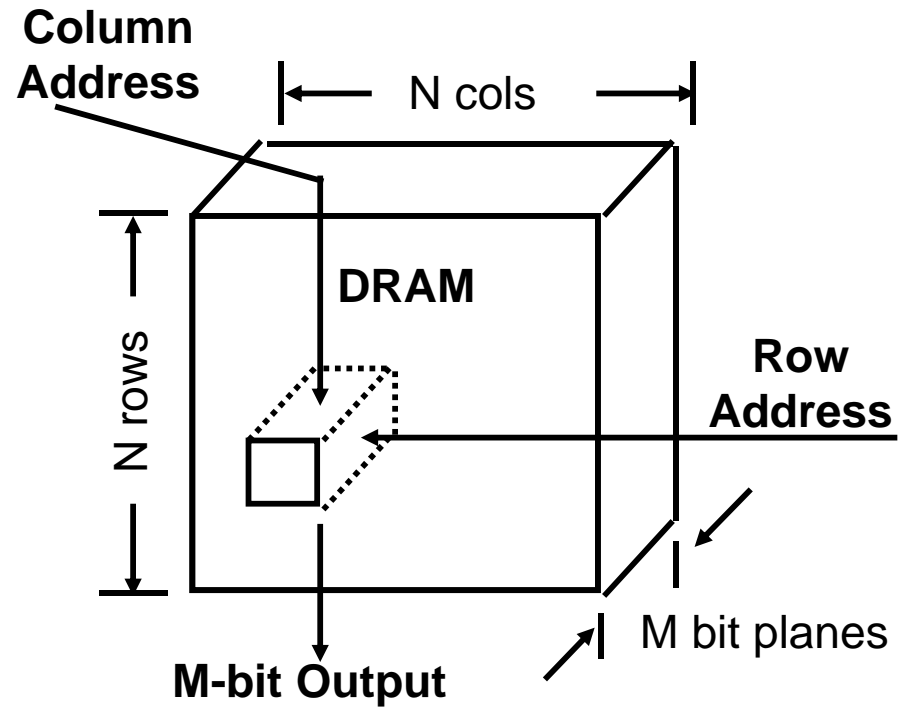 Column
Address
N cols
DRAM
N rows
Row
Address
M bit planes
M-bit Output